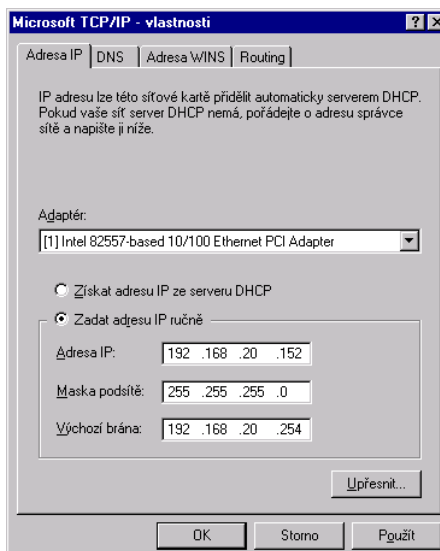 Microsoft TCP/IP - vlastnosti
Adresa IP DNS Adresa WINS Routing
IP adresu lze této síťové kartě přidělit automaticky serverem DHCP.
Pokud vaše síť server DHCP nemá, pořádejte o adresu správce
sítě a napište ji níže.
Adaptér:
[1] Intel 82557-based 10/100 Ethernet PCI Adapter
Získat adresu IP ze serveru DHCP
Zadat adresu IP ručně
Adresa IP: 192 .168 .20 .152
Maska podsítě: 255 .255 .255 .0
Výchozí brána: 192 .168 .20 .254
Upřesnit...
OK Storno Použít